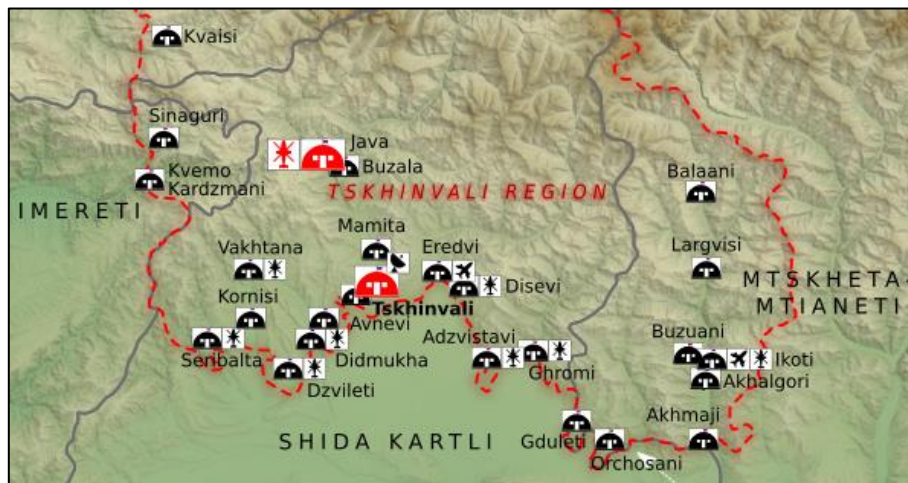 Kvaisi
Sinaguri
Java
Kvemo
Kardzmani
Buzala
Balaani
TSKHINVALI REGION
IMERETI
Mamita
Vakhtana
Eredvi
Largvisi
Disevi
MTSKHETA-
MTIANETI
Kornisi
Tskhinvali
Avnevi
Adzvistavi
Buzuani
Seribalta
Didmukha
Ikoti
Ghromi
Akhalgori
Dzvileti
Akhmaji
SHIDA KARTLI
Gduleti
Orchosani